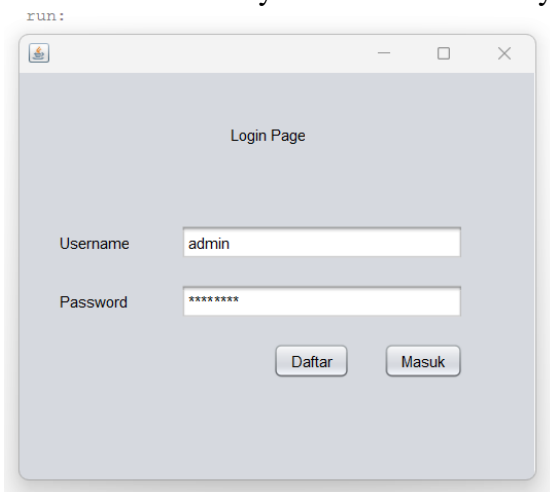 run:
Login Page
Username admin
Password ********
Daftar Masuk